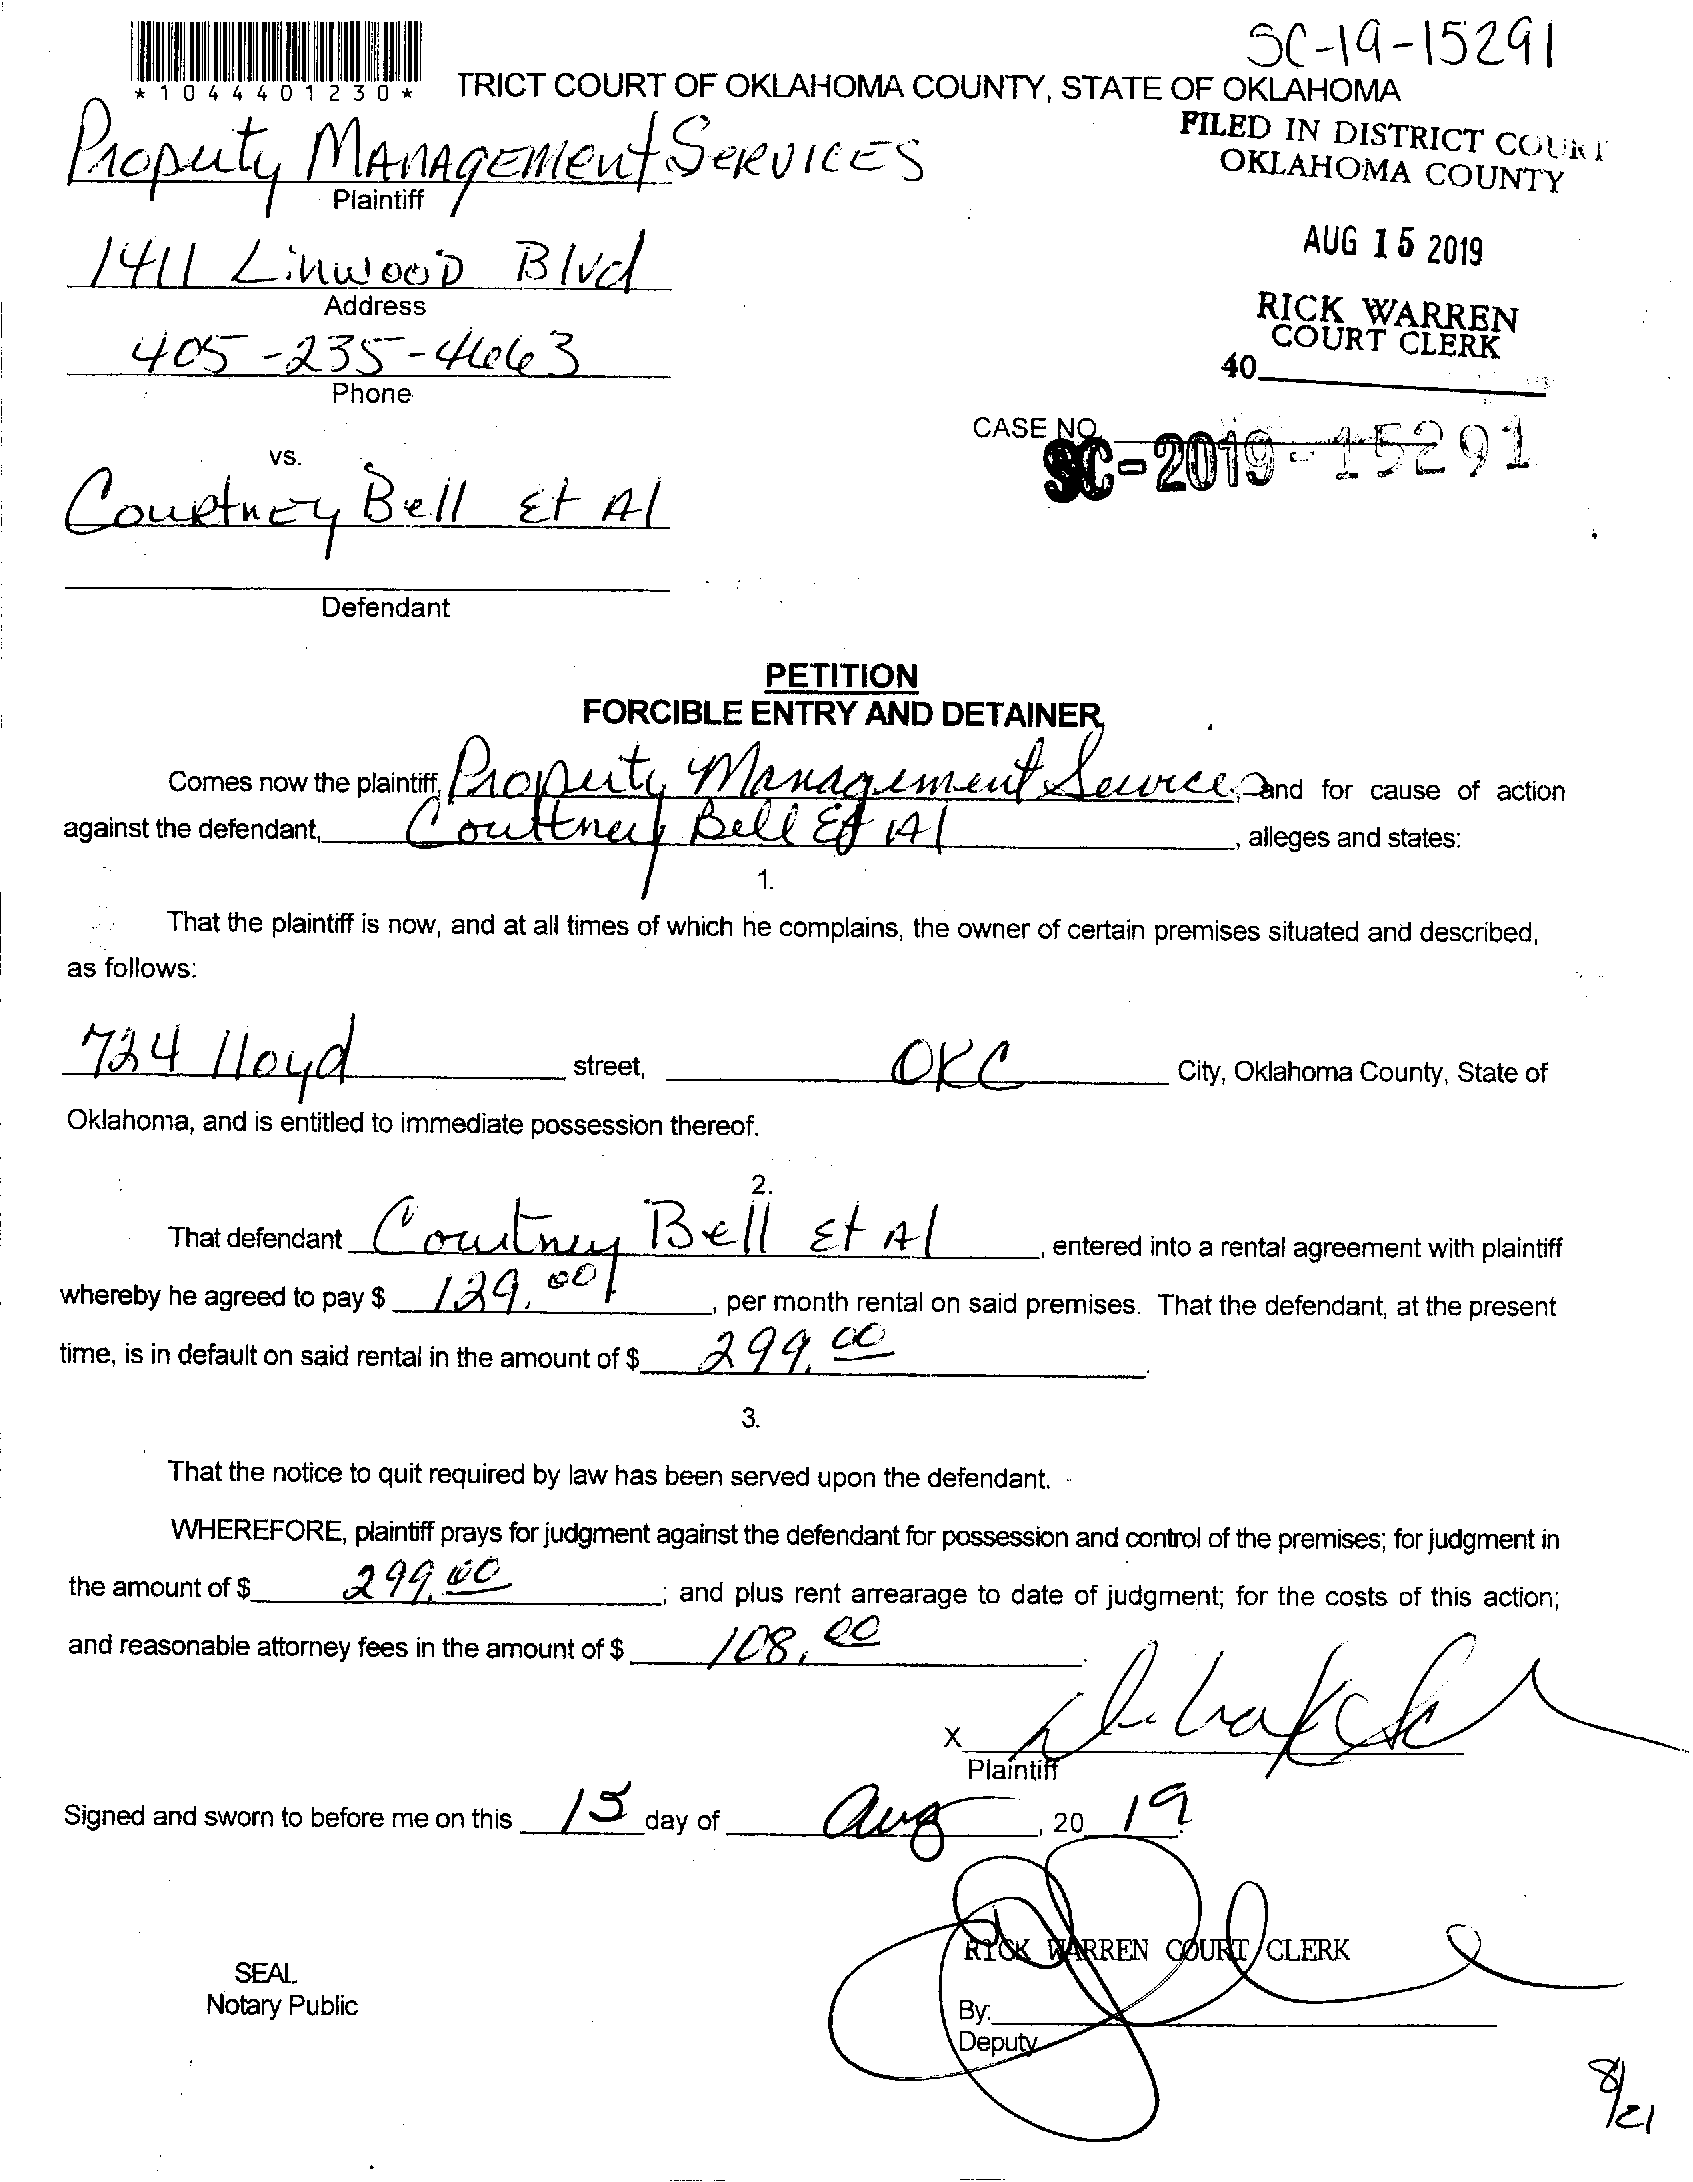 SC-19-15291
*1044401230*
TRICT COURT OF OKLAHOMA COUNTY, STATE OF OKLAHOMA
Property Management Services
Plaintiff
FILED IN DISTRICT COURT
OKLAHOMA COUNTY
1411 Linwood Blvd
Address
AUG 15 2019
405-235-4663
Phone
RICK WARREN
COURT CLERK
40
CASE NO.
SC-2019-15291
vs.
Courtney Bell Et Al
Defendant
PETITION
FORCIBLE ENTRY AND DETAINER
Comes now the plaintiff, Property Management Services, and for cause of action
against the defendant, Courtney Bell Et Al, alleges and states:
1.
That the plaintiff is now, and at all times of which he complains, the owner of certain premises situated and described,
as follows:
724 lloyd street, OKC City, Oklahoma County, State of
Oklahoma, and is entitled to immediate possession thereof.
2.
That defendant Courtney Bell Et Al, entered into a rental agreement with plaintiff
whereby he agreed to pay $ 129.00, per month rental on said premises. That the defendant, at the present
time, is in default on said rental in the amount of $ 299.00.
3.
That the notice to quit required by law has been served upon the defendant.
WHEREFORE, plaintiff prays for judgment against the defendant for possession and control of the premises; for judgment in
the amount of $ 299.00; and plus rent arrearage to date of judgment; for the costs of this action;
and reasonable attorney fees in the amount of $ 108.00.
X
Plaintiff
Signed and sworn to before me on this 15 day of Aug, 20 19.
RICK WARREN COURT CLERK
SEAL
Notary Public
By:
Deputy
8/21